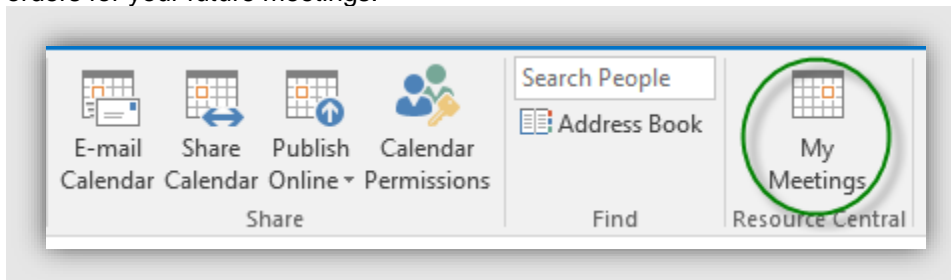 orders for your future meetings.
Search People
Address Book
E-mail Calendar
Share Calendar
Publish Online
Calendar Permissions
My Meetings
Share
Find
Resource Central